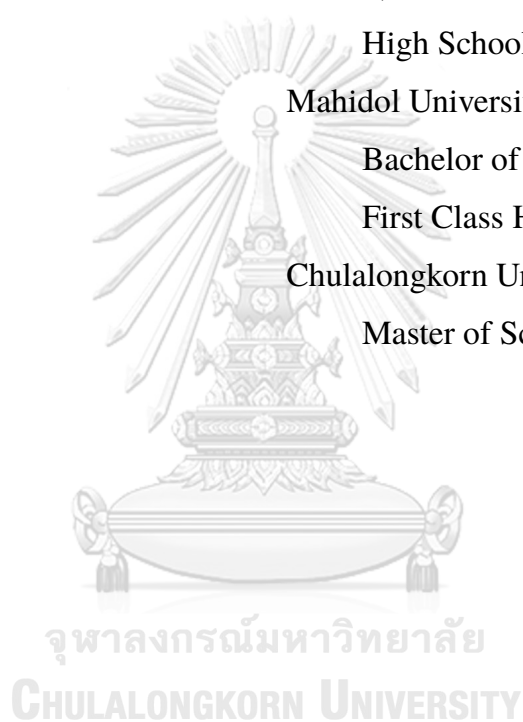 High School
Mahidol Universi
Bachelor of
First Class H
Chulalongkorn Un
Master of Sc
จุฬาลงกรณ์มหาวิทยาลัย
CHULALONGKORN UNIVERSITY